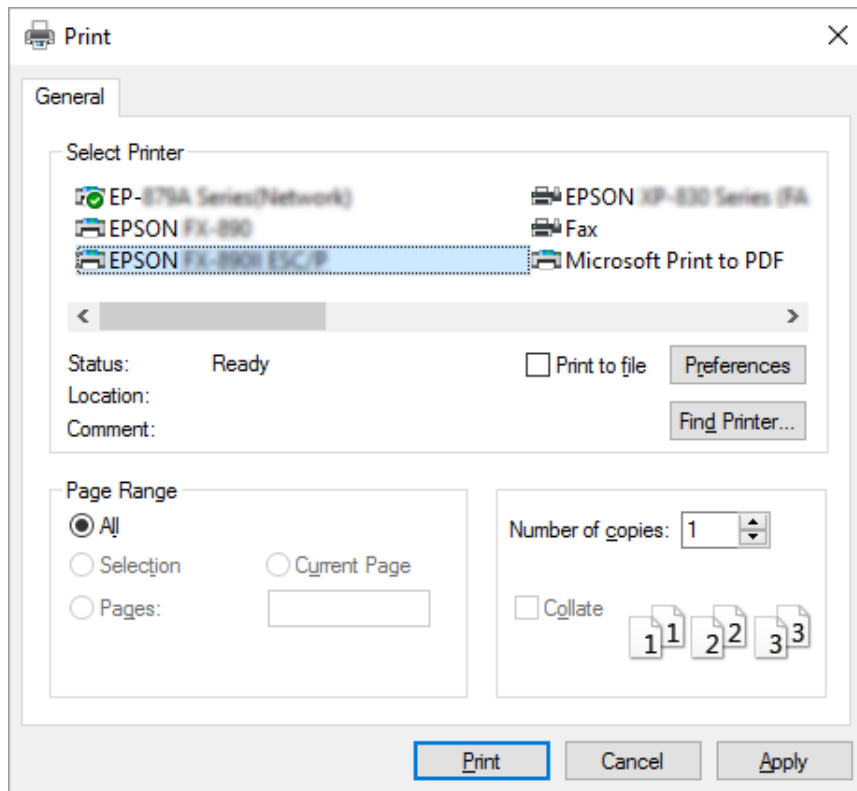 Print
General
Select Printer
EP-
EPSON
EPSON
EPSON
Fax
Microsoft Print to PDF
Status: Ready
Location:
Comment:
Print to file
Preferences
Find Printer...
Page Range
All
Selection
Current Page
Pages:
Number of copies: 1
Collate
1 1 2 2 3 3
Print
Cancel
Apply